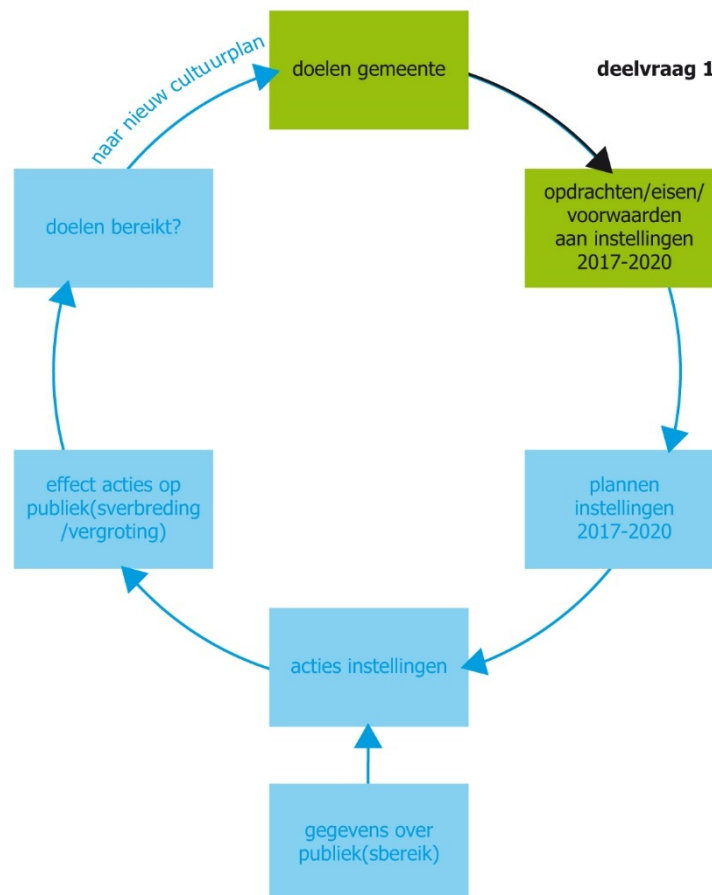 doelen gemeente
deelvraag 1
naar nieuw cultuurplan
opdrachten/eisen/
voorwaarden
aan instellingen
2017-2020
doelen bereikt?
plannen
instellingen
2017-2020
effect acties op
publiek(sverbreding
/vergroting)
acties instellingen
gegevens over
publiek(sbereik)